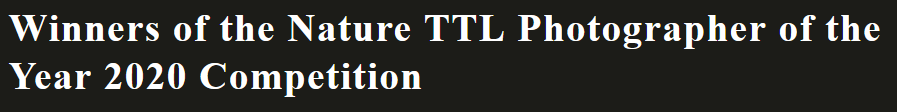 Winners of the Nature TTL Photographer of the
Year 2020 Competition